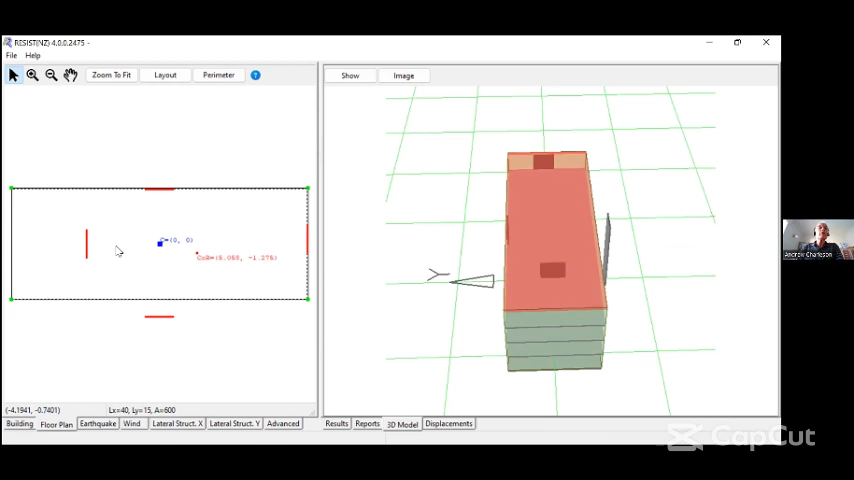 RESIST(NZ) 4.0.0.2475 -
File Help
Zoom To Fit Layout Perimeter ?
Show Image
C=(0, 0)
CoR=(5.053, -1.275)
Y
Andrew Charleson
(-4.1941, -0.7401) Lx=40, Ly=15, A=600
Building Floor Plan Earthquake Wind Lateral Struct. X Lateral Struct. Y Advanced
Results Reports 3D Model Displacements
CapCut